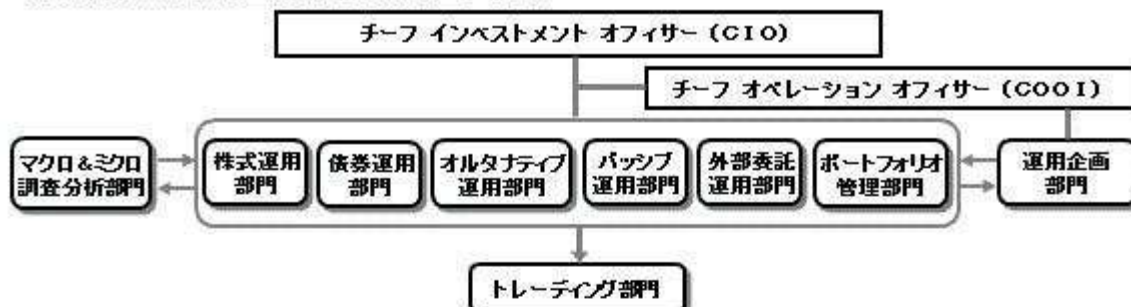 チーフ インベストメント オフィサー（CIO）
チーフ オペレーション オフィサー（COOI）
マクロ＆ミクロ
調査分析部門
株式運用
部門
債券運用
部門
オルタナティブ
運用部門
パッシブ
運用部門
外部委託
運用部門
ポートフォリオ
管理部門
運用企画
部門
トレーディング部門